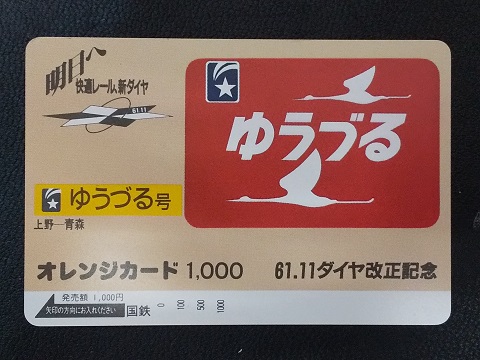 明日へ
快適レール、新ダイヤ
61.11
ゆうづる
ゆうづる号
上野―青森
オレンジカード 1,000
61.11ダイヤ改正記念
発売額 1,000円
矢印の方向にお入れください
国鉄
0
100
500
1000